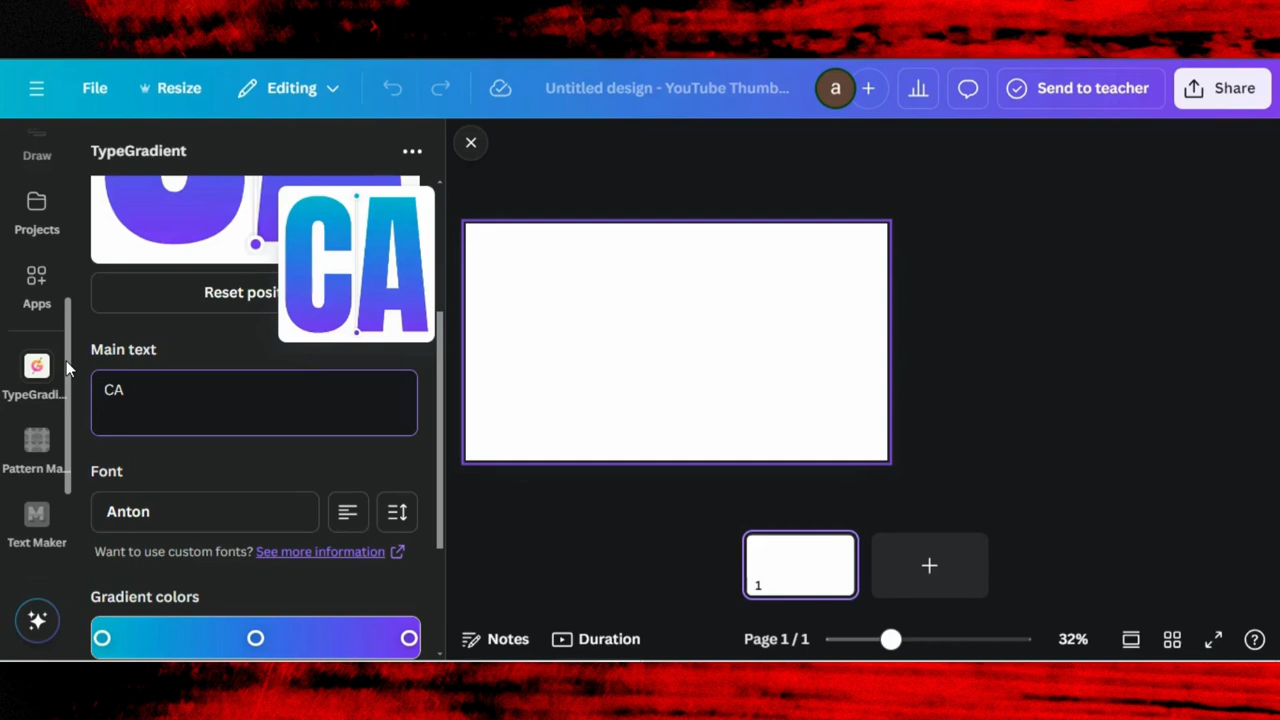 File
Resize
Editing
Untitled design - YouTube Thumb...
a
Send to teacher
Share
Draw
Projects
Apps
TypeGradi...
Pattern Ma...
Text Maker
TypeGradient
CA
CA
Reset posit
Main text
CA
Font
Anton
Want to use custom fonts? See more information
Gradient colors
1
Notes
Duration
Page 1 / 1
32%